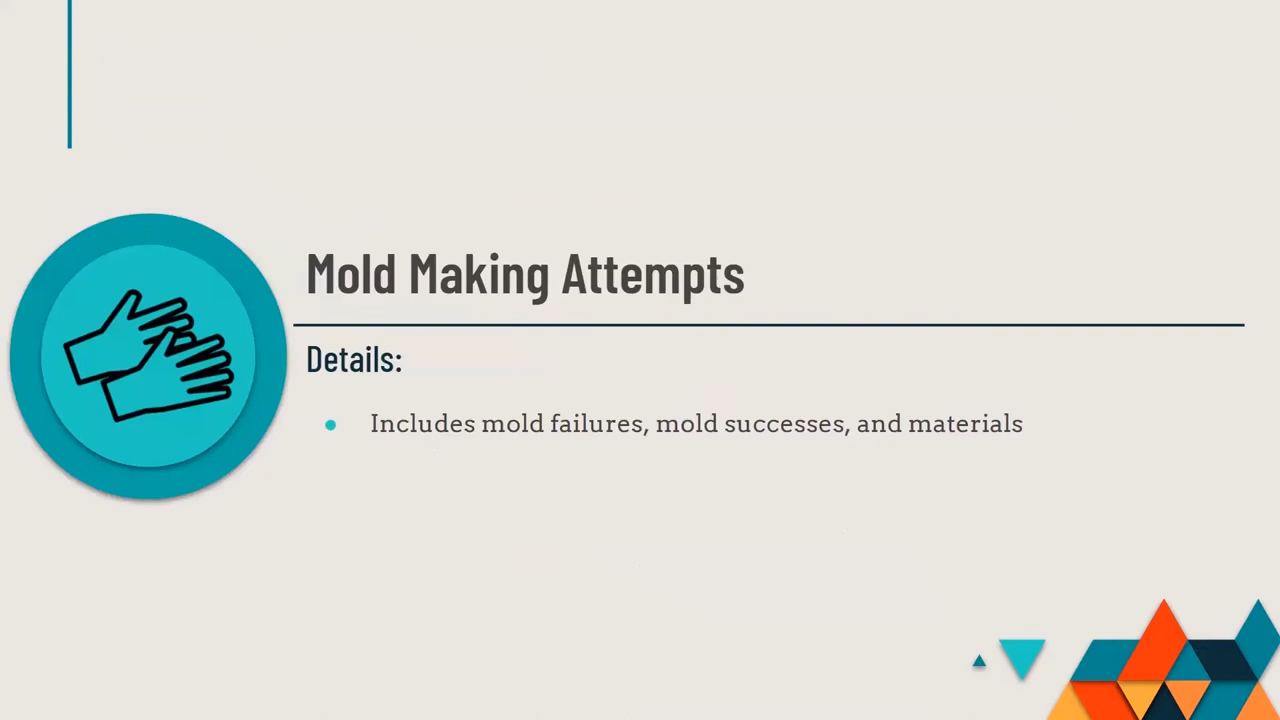 Mold Making Attempts
Details:
● Includes mold failures, mold successes, and materials